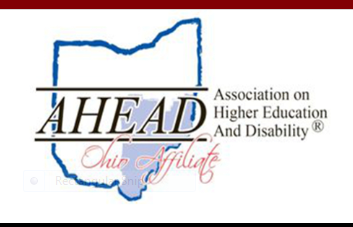 Association on
Higher Education
And Disability®
AHEAD
Ohio Affiliate